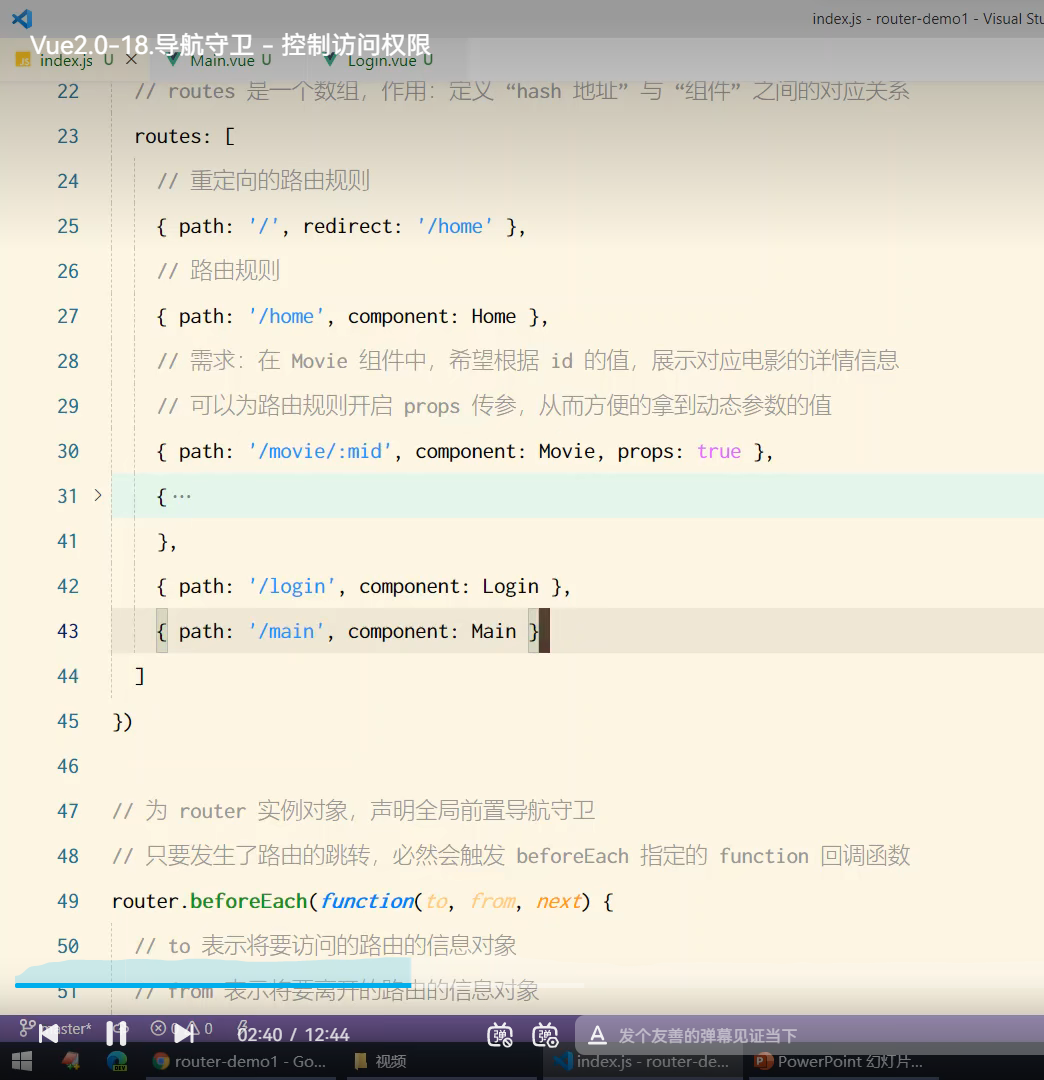 index.js - router-demo1 - Visual Stu
Vue2.0-18.导航守卫 - 控制访问权限
JS index.js U × Main.vue U Login.vue U
22 // routes 是一个数组，作用：定义 “hash 地址” 与 “组件” 之间的对应关系
23 routes: [
24 // 重定向的路由规则
25 { path: '/', redirect: '/home' },
26 // 路由规则
27 { path: '/home', component: Home },
28 // 需求：在 Movie 组件中，希望根据 id 的值，展示对应电影的详情信息
29 // 可以为路由规则开启 props 传参，从而方便的拿到动态参数的值
30 { path: '/movie/:mid', component: Movie, props: true },
31 > { ···
41 },
42 { path: '/login', component: Login },
43 { path: '/main', component: Main }
44 ]
45 })
46
47 // 为 router 实例对象，声明全局前置导航守卫
48 // 只要发生了路由的跳转，必然会触发 beforeEach 指定的 function 回调函数
49 router.beforeEach(function(to, from, next) {
50 // to 表示将要访问的路由的信息对象
51 // from 表示将要离开的路由的信息对象
master* 0 0 02:40 / 12:44 弹 弹 A 发个友善的弹幕见证当下
DEV router-demo1 - Go... 视频 index.js - router-de... P PowerPoint 幻灯片...